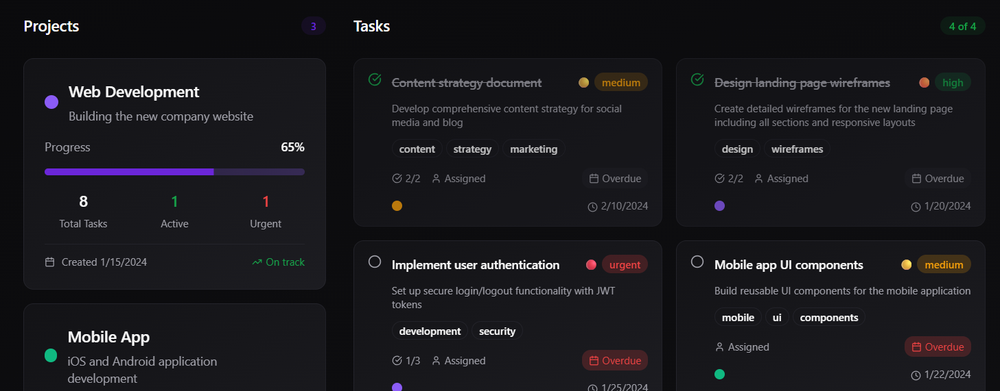 Projects
3
Web Development
Building the new company website
Progress
65%
8
1
1
Total Tasks
Active
Urgent
Created 1/15/2024
On track
Mobile App
iOS and Android application
development
Tasks
4 of 4
Content strategy document
medium
Develop comprehensive content strategy for social
media and blog
content
strategy
marketing
2/2
Assigned
Overdue
2/10/2024
Design landing page wireframes
high
Create detailed wireframes for the new landing page
including all sections and responsive layouts
design
wireframes
2/2
Assigned
Overdue
1/20/2024
Implement user authentication
urgent
Set up secure login/logout functionality with JWT
tokens
development
security
1/3
Assigned
Overdue
1/25/2024
Mobile app UI components
medium
Build reusable UI components for the mobile application
mobile
ui
components
Assigned
Overdue
1/22/2024